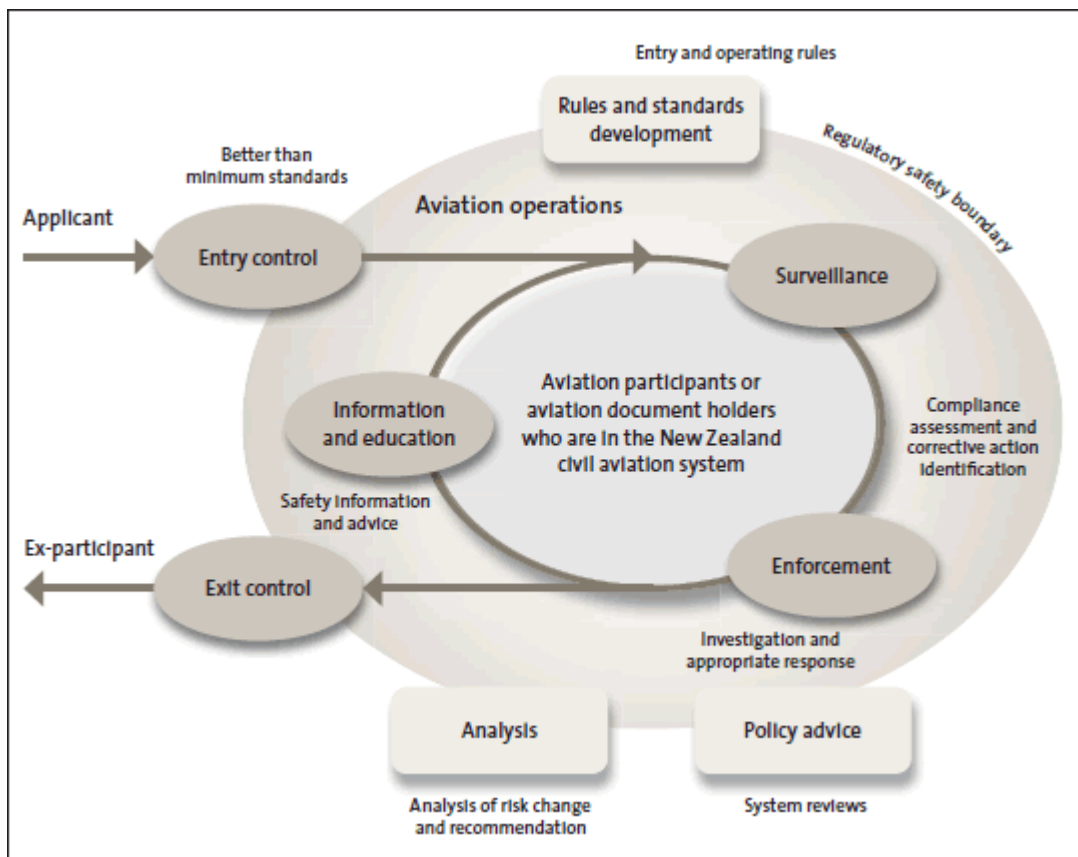 Entry and operating rules
Rules and standards
development
Regulatory safety boundary
Better than
minimum standards
Applicant
Aviation operations
Entry control
Surveillance
Aviation participants or
aviation document holders
who are in the New Zealand
civil aviation system
Information
and education
Compliance
assessment and
corrective action
identification
Safety information
and advice
Ex-participant
Exit control
Enforcement
Investigation and
appropriate response
Analysis
Policy advice
Analysis of risk change
and recommendation
System reviews